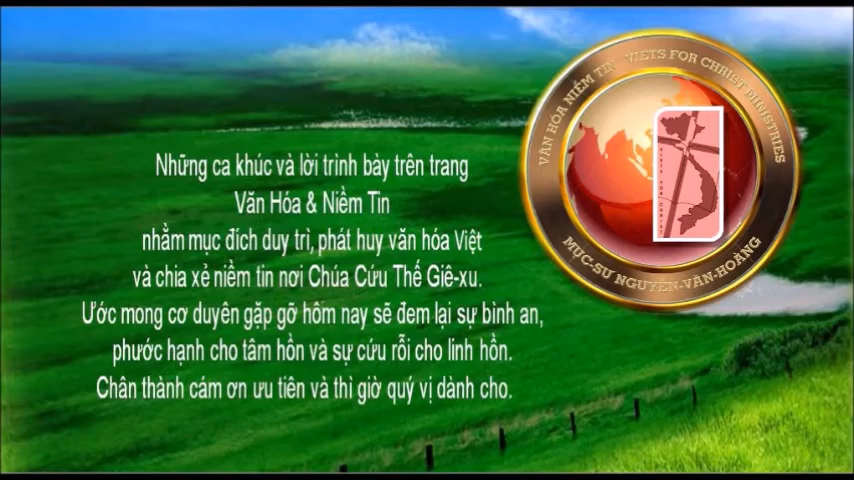 Những ca khúc và lời trình bày trên trang
Văn Hóa & Niềm Tin
nhằm mục đích duy trì, phát huy văn hóa Việt
và chia xẻ niềm tin nơi Chúa Cứu Thế Giê-xu.
Ước mong cơ duyên gặp gỡ hôm nay sẽ đem lại sự bình an,
phước hạnh cho tâm hồn và sự cứu rỗi cho linh hồn.
Chân thành cám ơn ưu tiên và thì giờ quý vị dành cho.
VĂN HÓA NIỀM TIN VIETS FOR CHRIST MINISTRIES
VIETS FOR CHRIST
MỤC-SƯ NGUYỄN-VĂN-HOÀNG